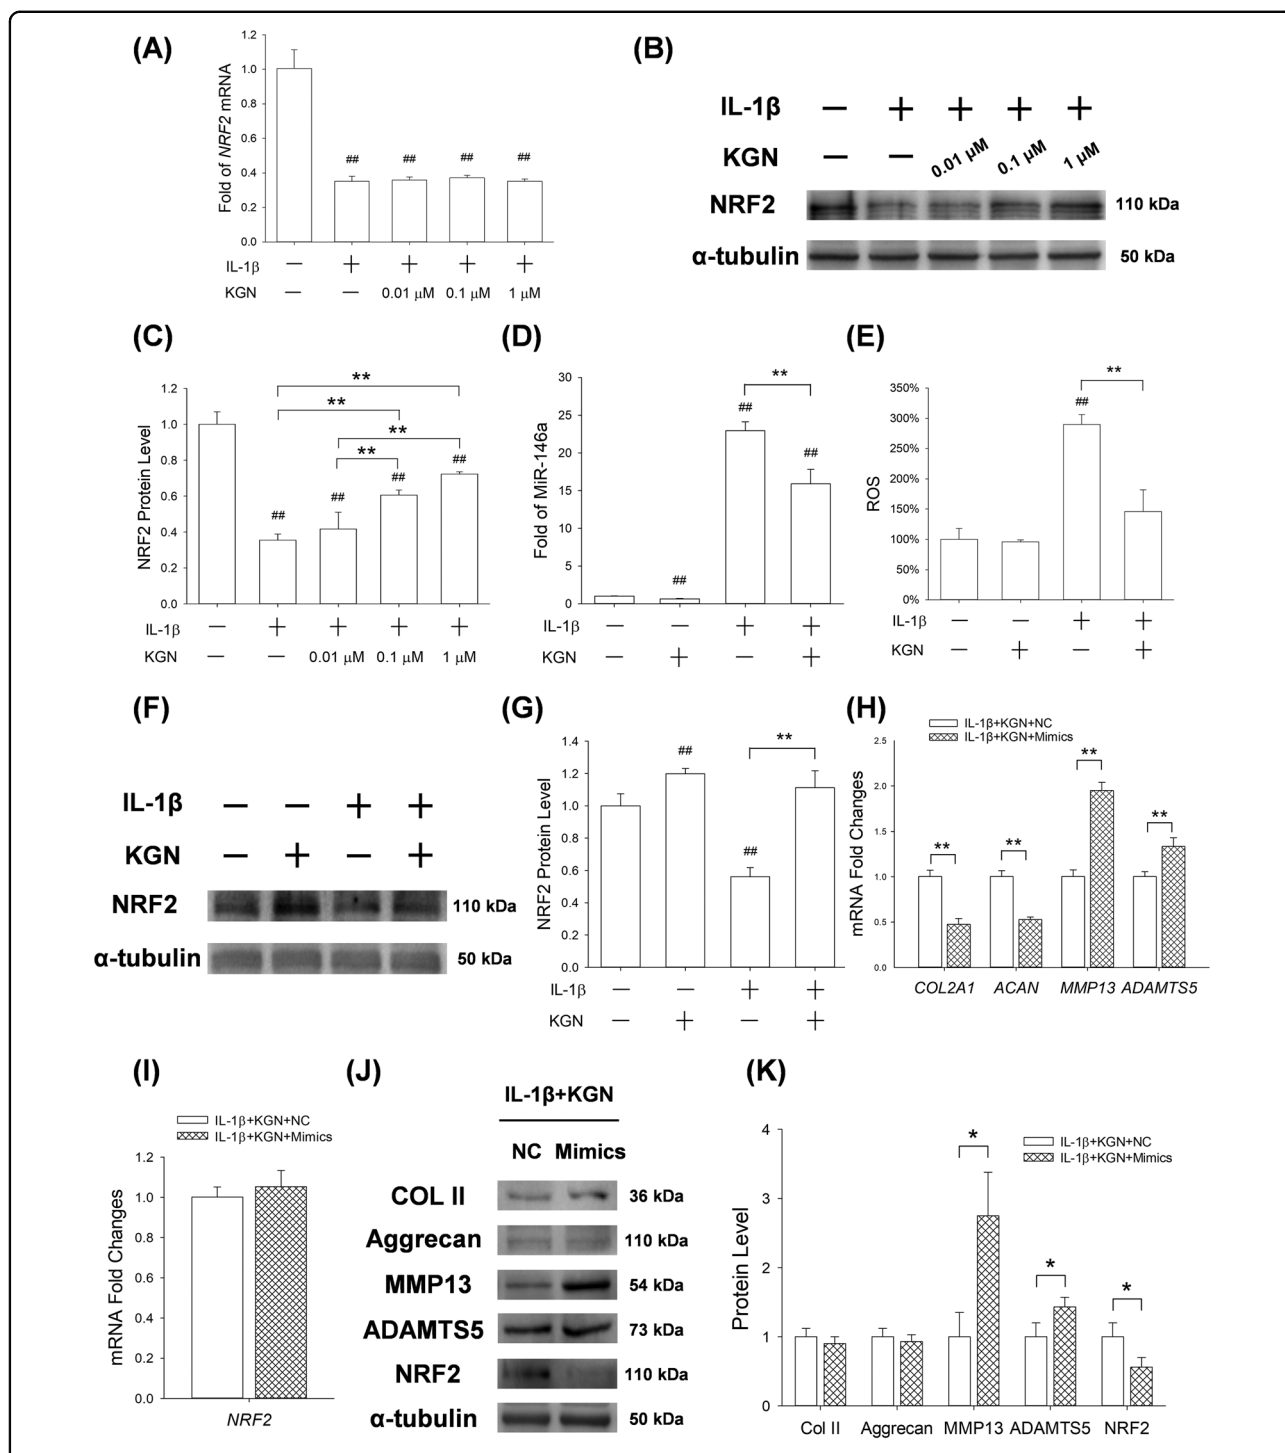 (A)
Fold of NRF2 mRNA
1.2
1.0
0.8
0.6
0.4
0.2
0.0
## ## ## ##
IL-1β − + + + +
KGN − − 0.01 μM 0.1 μM 1 μM
(B)
IL-1β − + + + +
KGN − − 0.01 μM 0.1 μM 1 μM
NRF2 110 kDa
α-tubulin 50 kDa
(C)
NRF2 Protein Level
1.2
1.0
0.8
0.6
0.4
0.2
0.0
**
**
**
**
## ## ## ##
IL-1β − + + + +
KGN − − 0.01 μM 0.1 μM 1 μM
(D)
Fold of MiR-146a
30
25
20
15
10
5
0
**
## ## ##
IL-1β − − + +
KGN − + − +
(E)
ROS
350%
300%
250%
200%
150%
100%
50%
0%
**
##
IL-1β − − + +
KGN − + − +
(F)
IL-1β − − + +
KGN − + − +
NRF2 110 kDa
α-tubulin 50 kDa
(G)
NRF2 Protein Level
1.4
1.2
1.0
0.8
0.6
0.4
0.2
0.0
**
## ##
IL-1β − − + +
KGN − + − +
(H)
IL-1β+KGN+NC
IL-1β+KGN+Mimics
mRNA Fold Changes
2.5
2.0
1.5
1.0
0.5
0.0
** ** ** **
COL2A1 ACAN MMP13 ADAMTS5
(I)
IL-1β+KGN+NC
IL-1β+KGN+Mimics
mRNA Fold Changes
1.2
1.0
0.8
0.6
0.4
0.2
0.0
NRF2
(J)
IL-1β+KGN
NC Mimics
COL II 36 kDa
Aggrecan 110 kDa
MMP13 54 kDa
ADAMTS5 73 kDa
NRF2 110 kDa
α-tubulin 50 kDa
(K)
IL-1β+KGN+NC
IL-1β+KGN+Mimics
Protein Level
4
3
2
1
0
* * *
Col II Aggrecan MMP13 ADAMTS5 NRF2